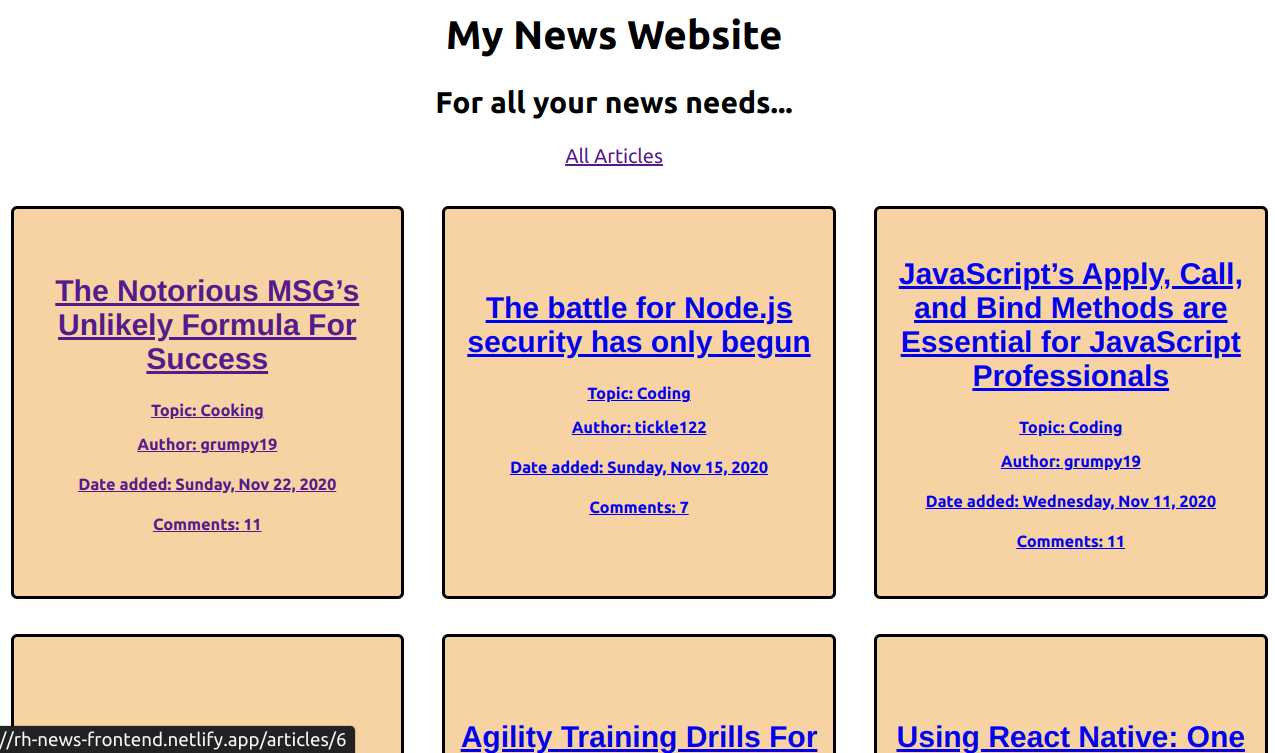 My News Website
For all your news needs...
All Articles
The Notorious MSG’s
Unlikely Formula For
Success
Topic: Cooking
Author: grumpy19
Date added: Sunday, Nov 22, 2020
Comments: 11
The battle for Node.js
security has only begun
Topic: Coding
Author: tickle122
Date added: Sunday, Nov 15, 2020
Comments: 7
JavaScript’s Apply, Call,
and Bind Methods are
Essential for JavaScript
Professionals
Topic: Coding
Author: grumpy19
Date added: Wednesday, Nov 11, 2020
Comments: 11
Agility Training Drills For
Using React Native: One
//rh-news-frontend.netlify.app/articles/6